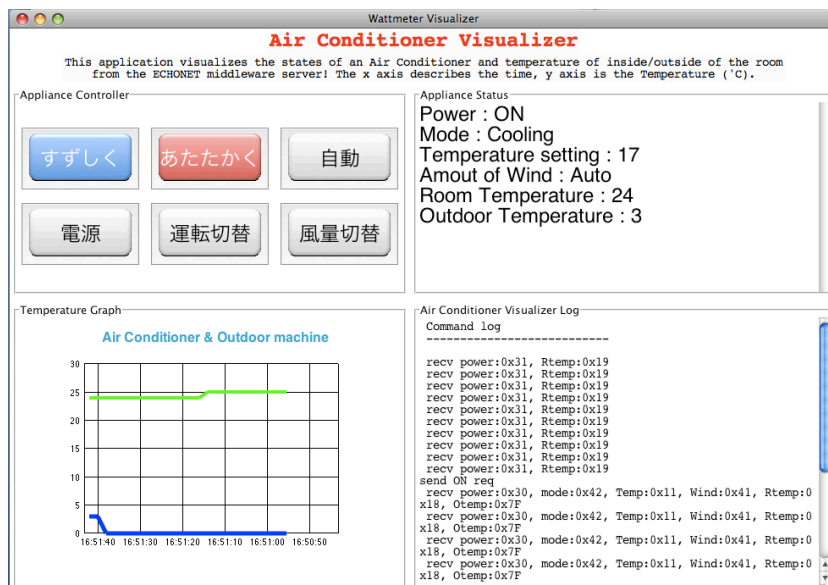 Wattmeter Visualizer
Air Conditioner Visualizer
This application visualizes the states of an Air Conditioner and temperature of inside/outside of the room
from the ECHONET middleware server! The x axis describes the time, y axis is the Temperature (˚C).
Appliance Controller
すずしく
あたたかく
自動
電源
運転切替
風量切替
Appliance Status
Power : ON
Mode : Cooling
Temperature setting : 17
Amout of Wind : Auto
Room Temperature : 24
Outdoor Temperature : 3
Temperature Graph
Air Conditioner & Outdoor machine
30
25
20
15
10
5
0
16:51:40 16:51:30 16:51:20 16:51:10 16:51:00 16:50:50
Air Conditioner Visualizer Log
Command log
----------------------------
recv power:0x31, Rtemp:0x19
recv power:0x31, Rtemp:0x19
recv power:0x31, Rtemp:0x19
recv power:0x31, Rtemp:0x19
recv power:0x31, Rtemp:0x19
recv power:0x31, Rtemp:0x19
recv power:0x31, Rtemp:0x19
recv power:0x31, Rtemp:0x19
recv power:0x31, Rtemp:0x19
recv power:0x31, Rtemp:0x19
send ON req
recv power:0x30, mode:0x42, Temp:0x11, Wind:0x41, Rtemp:0
x18, Otemp:0x7F
recv power:0x30, mode:0x42, Temp:0x11, Wind:0x41, Rtemp:0
x18, Otemp:0x7F
recv power:0x30, mode:0x42, Temp:0x11, Wind:0x41, Rtemp:0
x18, Otemp:0x7F
recv power:0x30, mode:0x42, Temp:0x11, Wind:0x41, Rtemp:0
x18, Otemp:0x7F